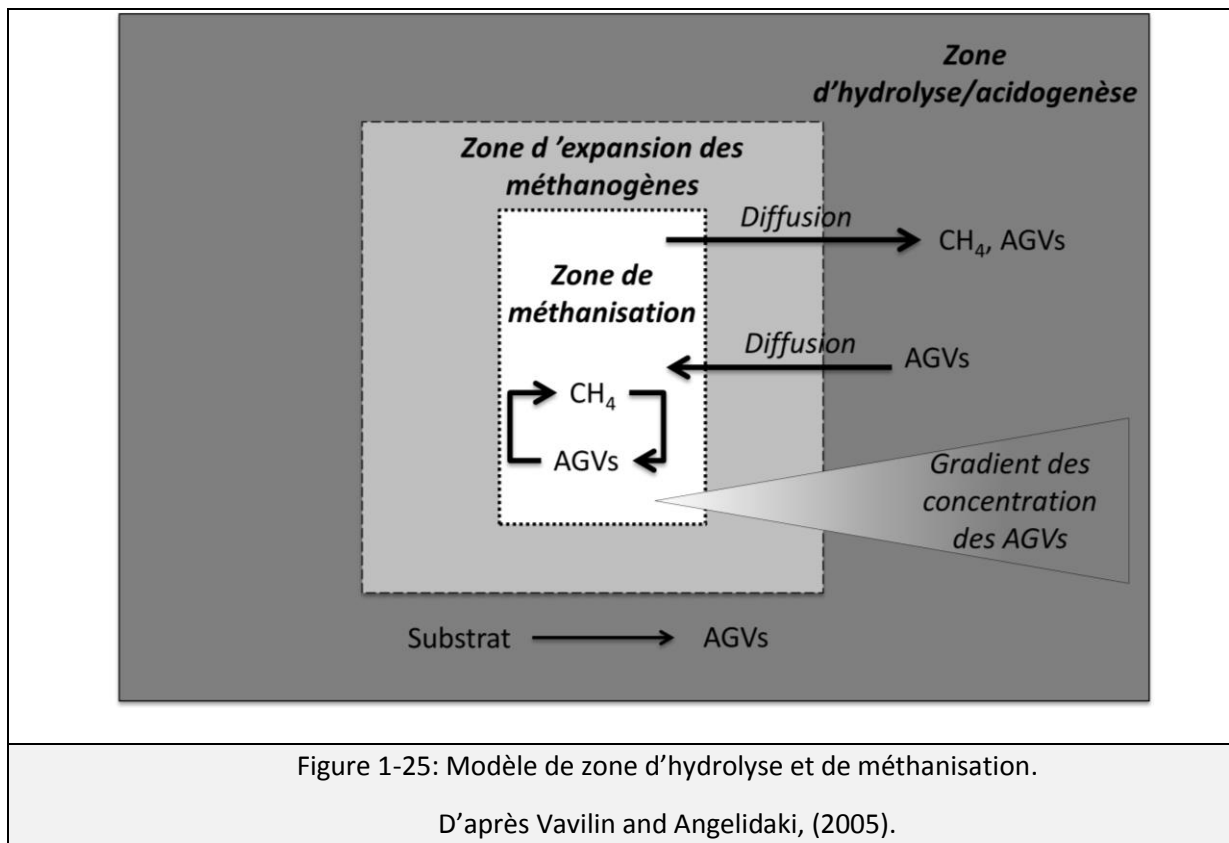 Zone
d’hydrolyse/acidogenèse
Zone d ’expansion des
méthanogènes
Diffusion
CH₄, AGVs
Zone de
méthanisation
Diffusion
AGVs
CH₄
AGVs
Gradient des
concentration
des AGVs
Substrat
AGVs
Figure 1-25: Modèle de zone d’hydrolyse et de méthanisation.
D’après Vavilin and Angelidaki, (2005).